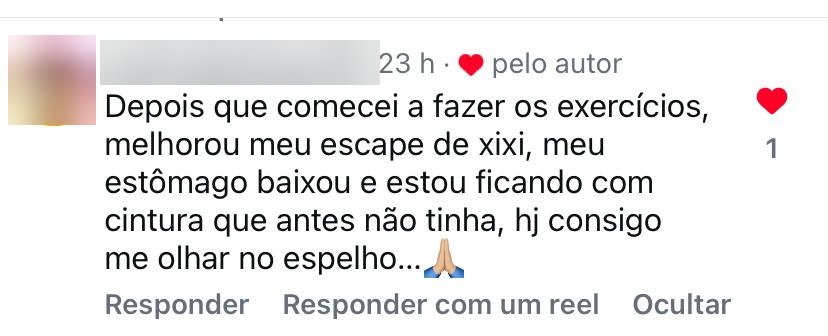 23 h · ❤️ pelo autor
Depois que comecei a fazer os exercícios,
melhorou meu escape de xixi, meu
estômago baixou e estou ficando com
cintura que antes não tinha, hj consigo
me olhar no espelho...🙏🏼
1
Responder Responder com um reel Ocultar